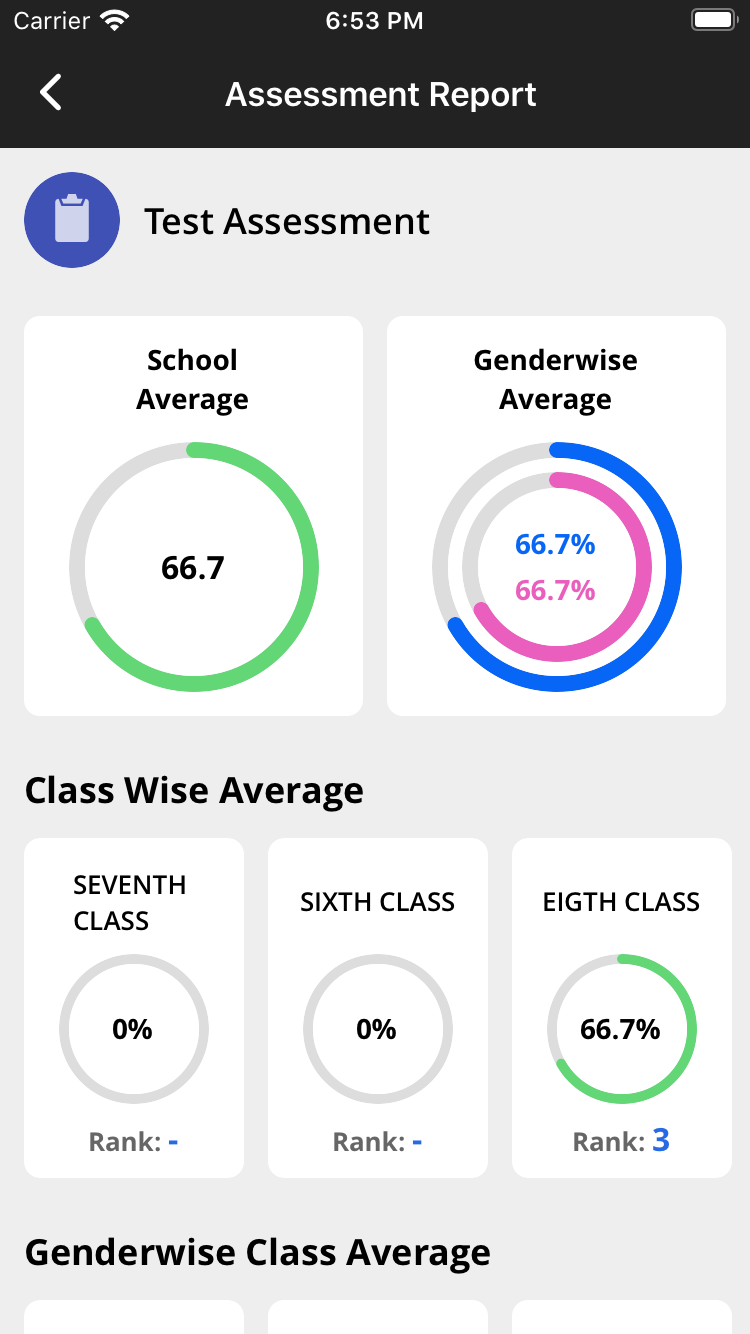 Carrier 6:53 PM
Assessment Report
Test Assessment
School
Average
66.7
Genderwise
Average
66.7%
66.7%
Class Wise Average
SEVENTH
CLASS
0%
Rank: -
SIXTH CLASS
0%
Rank: -
EIGTH CLASS
66.7%
Rank: 3
Genderwise Class Average